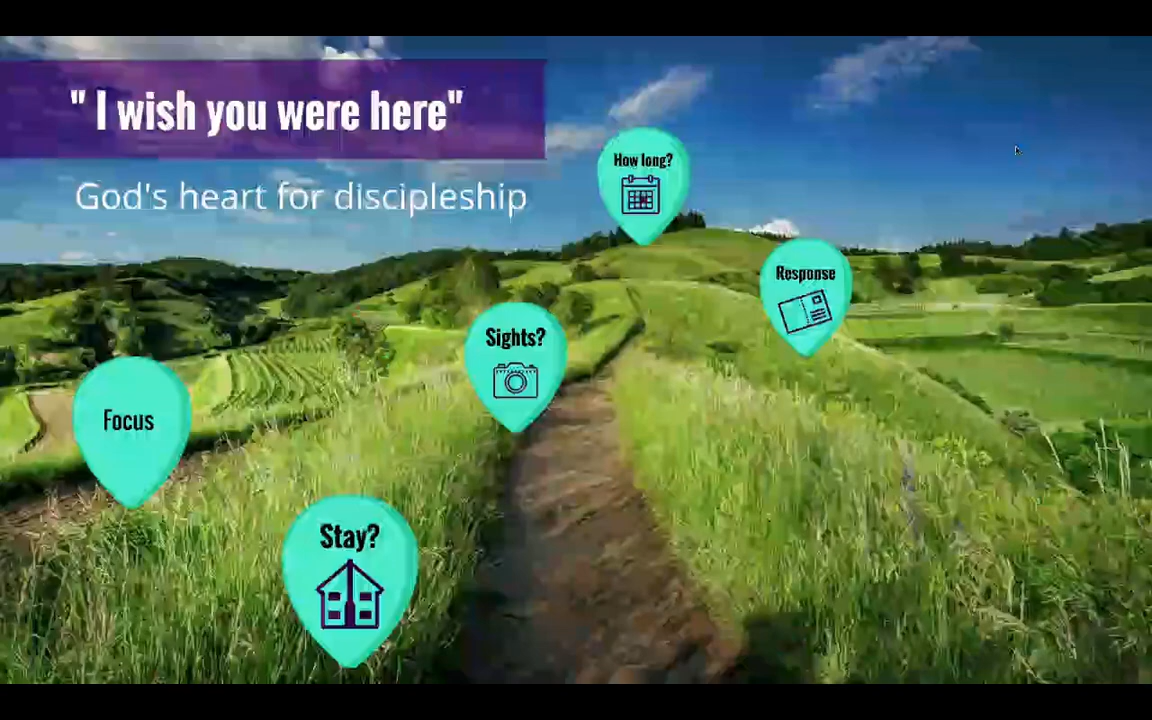 " I wish you were here"
God's heart for discipleship
How long?
Response
Sights?
Focus
Stay?